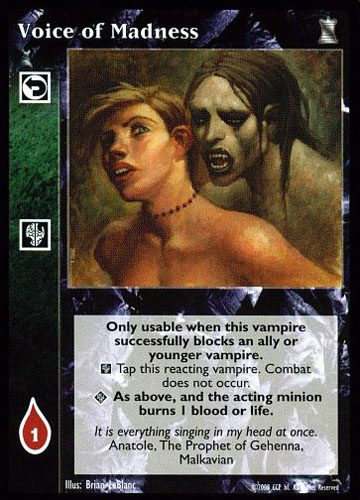 Voice of Madness
Only usable when this vampire
successfully blocks an ally or
younger vampire.
Tap this reacting vampire. Combat
does not occur.
As above, and the acting minion
burns 1 blood or life.
It is everything singing in my head at once.
Anatole, The Prophet of Gehenna,
Malkavian
1
Illus: Brian LeBlanc
Reserved